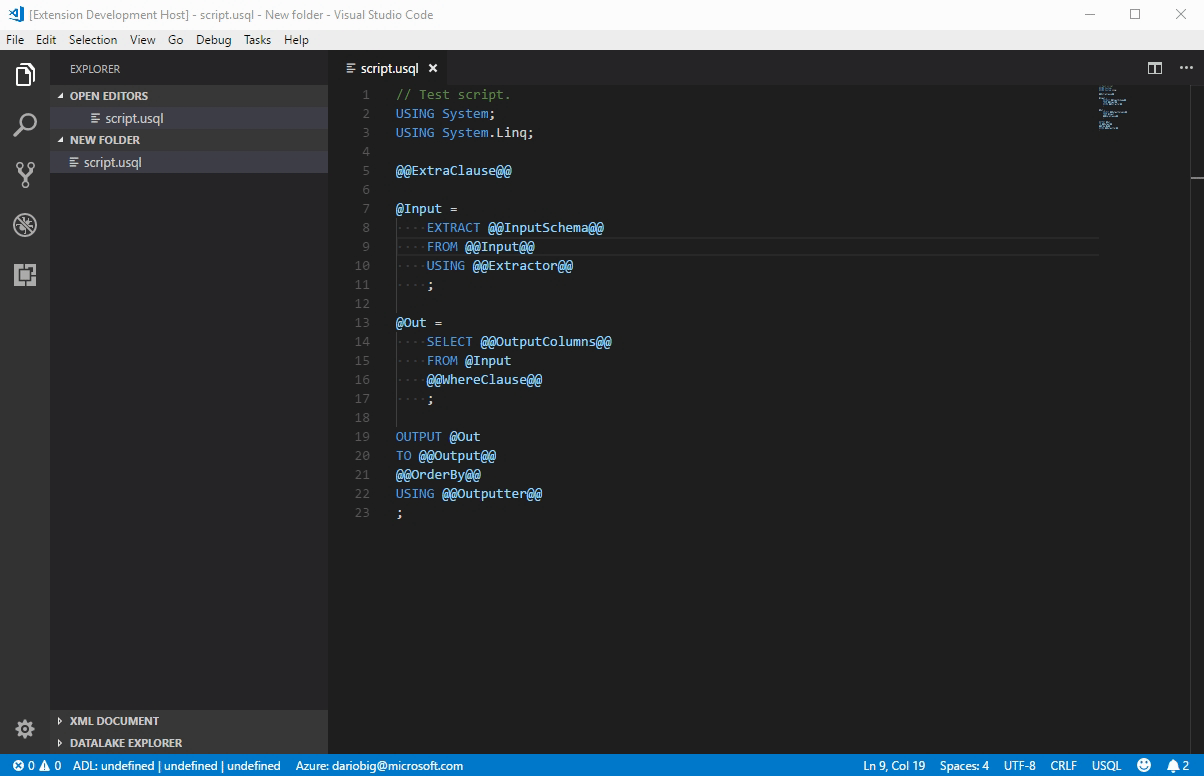 [Extension Development Host] - script.usql - New folder - Visual Studio Code
File Edit Selection View Go Debug Tasks Help
EXPLORER
OPEN EDITORS
script.usql
NEW FOLDER
script.usql
XML DOCUMENT
DATALAKE EXPLORER
script.usql
1 // Test script.
2 USING System;
3 USING System.Linq;
4
5 @@ExtraClause@@
6
7 @Input =
8 ····EXTRACT @@InputSchema@@
9 ····FROM @@Input@@
10 ····USING @@Extractor@@
11 ····;
12
13 @Out =
14 ····SELECT @@OutputColumns@@
15 ····FROM @Input
16 ····@@WhereClause@@
17 ····;
18
19 OUTPUT @Out
20 TO @@Output@@
21 @@OrderBy@@
22 USING @@Outputter@@
23 ;
0 0 ADL: undefined | undefined | undefined Azure: dariobig@microsoft.com Ln 9, Col 19 Spaces: 4 UTF-8 CRLF USQL 2